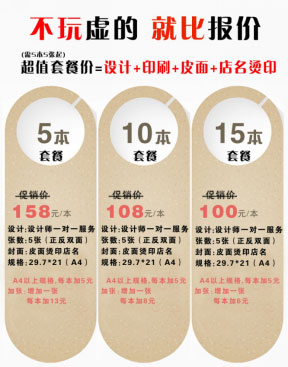 不玩虚的 就比报价
(限5本5张起)
超值套餐价=设计+印刷+皮面+店名烫印
5本
套餐
促销价
158元/本
设计:设计师一对一服务
张数:5张（正反双面）
封面:皮面烫印店名
规格:29.7*21（A4）
A4以上规格,每本加5元
加张:增加一张
每本加13元
10本
套餐
促销价
108元/本
设计:设计师一对一服务
张数:5张（正反双面）
封面:皮面烫印店名
规格:29.7*21（A4）
A4以上规格,每本加5元
加张:增加一张
每本加8元
15本
套餐
促销价
100元/本
设计:设计师一对一服务
张数:5张（正反双面）
封面:皮面烫印店名
规格:29.7*21（A4）
A4以上规格,每本加5元
加张:增加一张
每本加6元